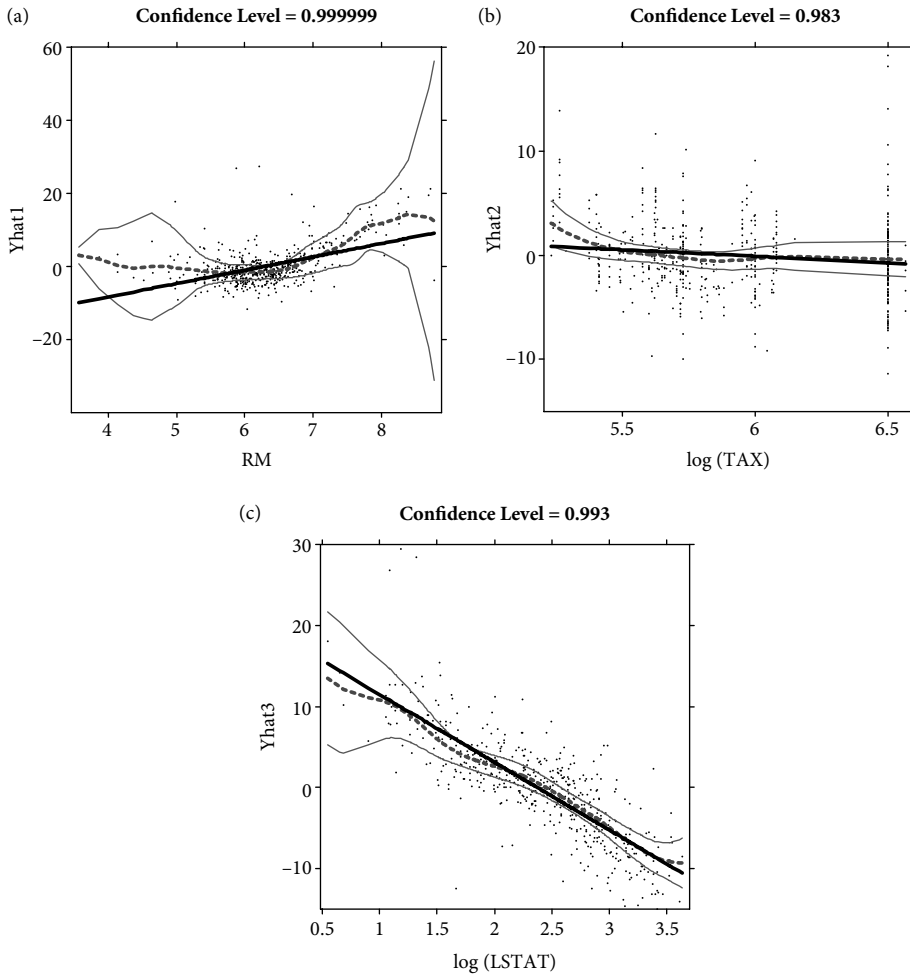 (a)
Confidence Level = 0.999999
60
40
20
0
−20
Yhat1
4 5 6 7 8
RM
(b)
Confidence Level = 0.983
20
10
0
−10
Yhat2
5.5 6 6.5
log (TAX)
(c)
Confidence Level = 0.993
30
20
10
0
−10
Yhat3
0.5 1 1.5 2 2.5 3 3.5
log (LSTAT)